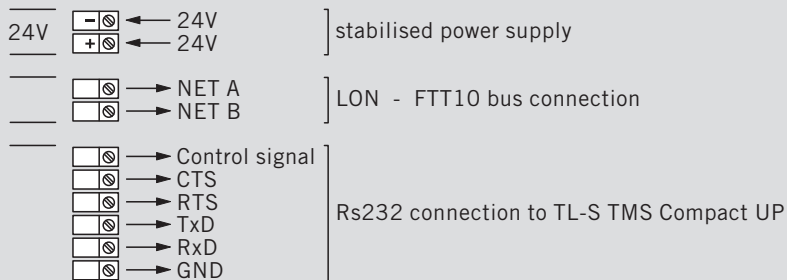 24V
- 24V
+ 24V
stabilised power supply
NET A
NET B
LON - FTT10 bus connection
Control signal
CTS
RTS
TxD
RxD
GND
Rs232 connection to TL-S TMS Compact UP